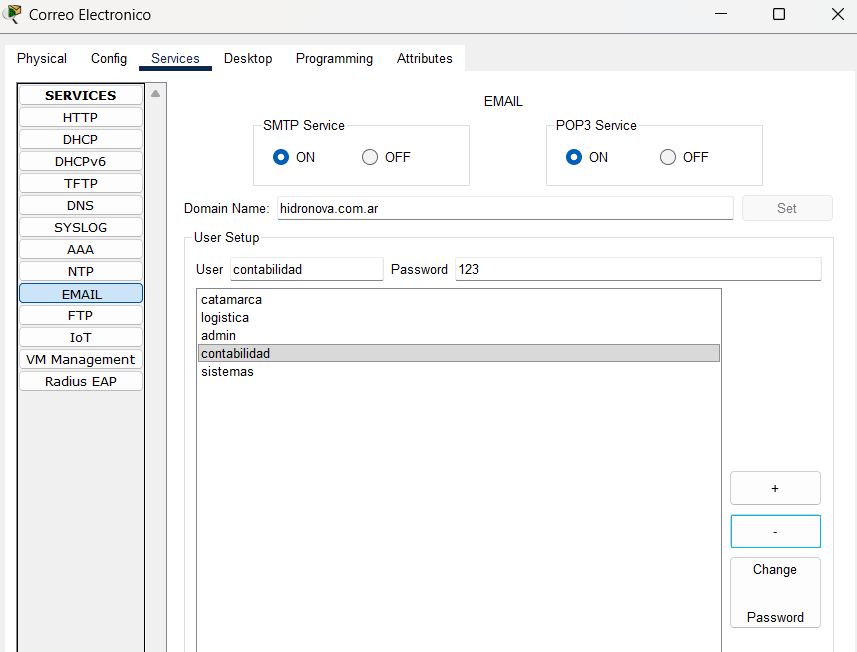 Correo Electronico
Physical Config Services Desktop Programming Attributes
SERVICES
HTTP
DHCP
DHCPv6
TFTP
DNS
SYSLOG
AAA
NTP
EMAIL
FTP
IoT
VM Management
Radius EAP
EMAIL
SMTP Service
ON OFF
POP3 Service
ON OFF
Domain Name: hidronova.com.ar Set
User Setup
User contabilidad Password 123
catamarca
logistica
admin
contabilidad
sistemas
+
-
Change
Password